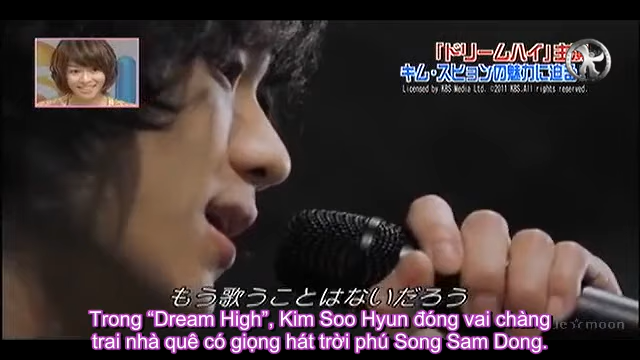 「ドリームハイ」主
キム・スヒョンの魅力に迫
Licensed by KBS Media Ltd. ©2011 KBS.All rights reserved.
もう歌うことはないだろう
moon
Trong “Dream High”, Kim Soo Hyun đóng vai chàng
trai nhà quê có giọng hát trời phú Song Sam Dong.